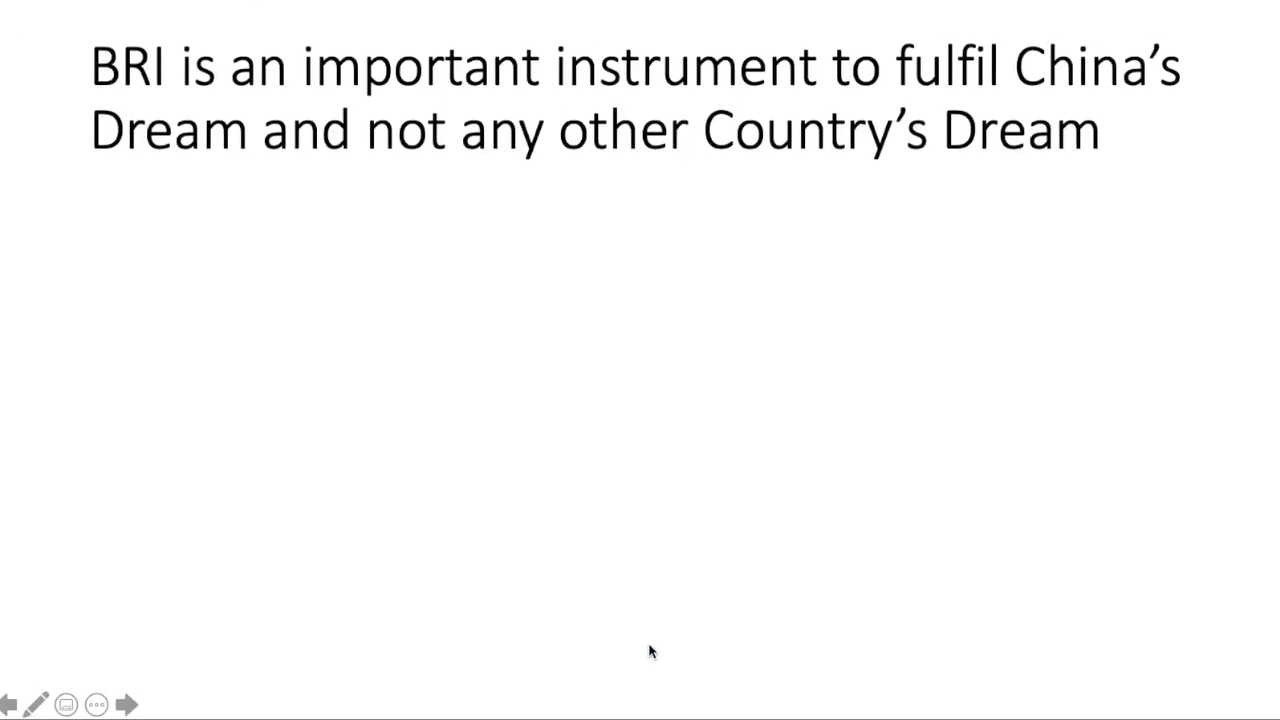 BRI is an important instrument to fulfil China’s
Dream and not any other Country’s Dream